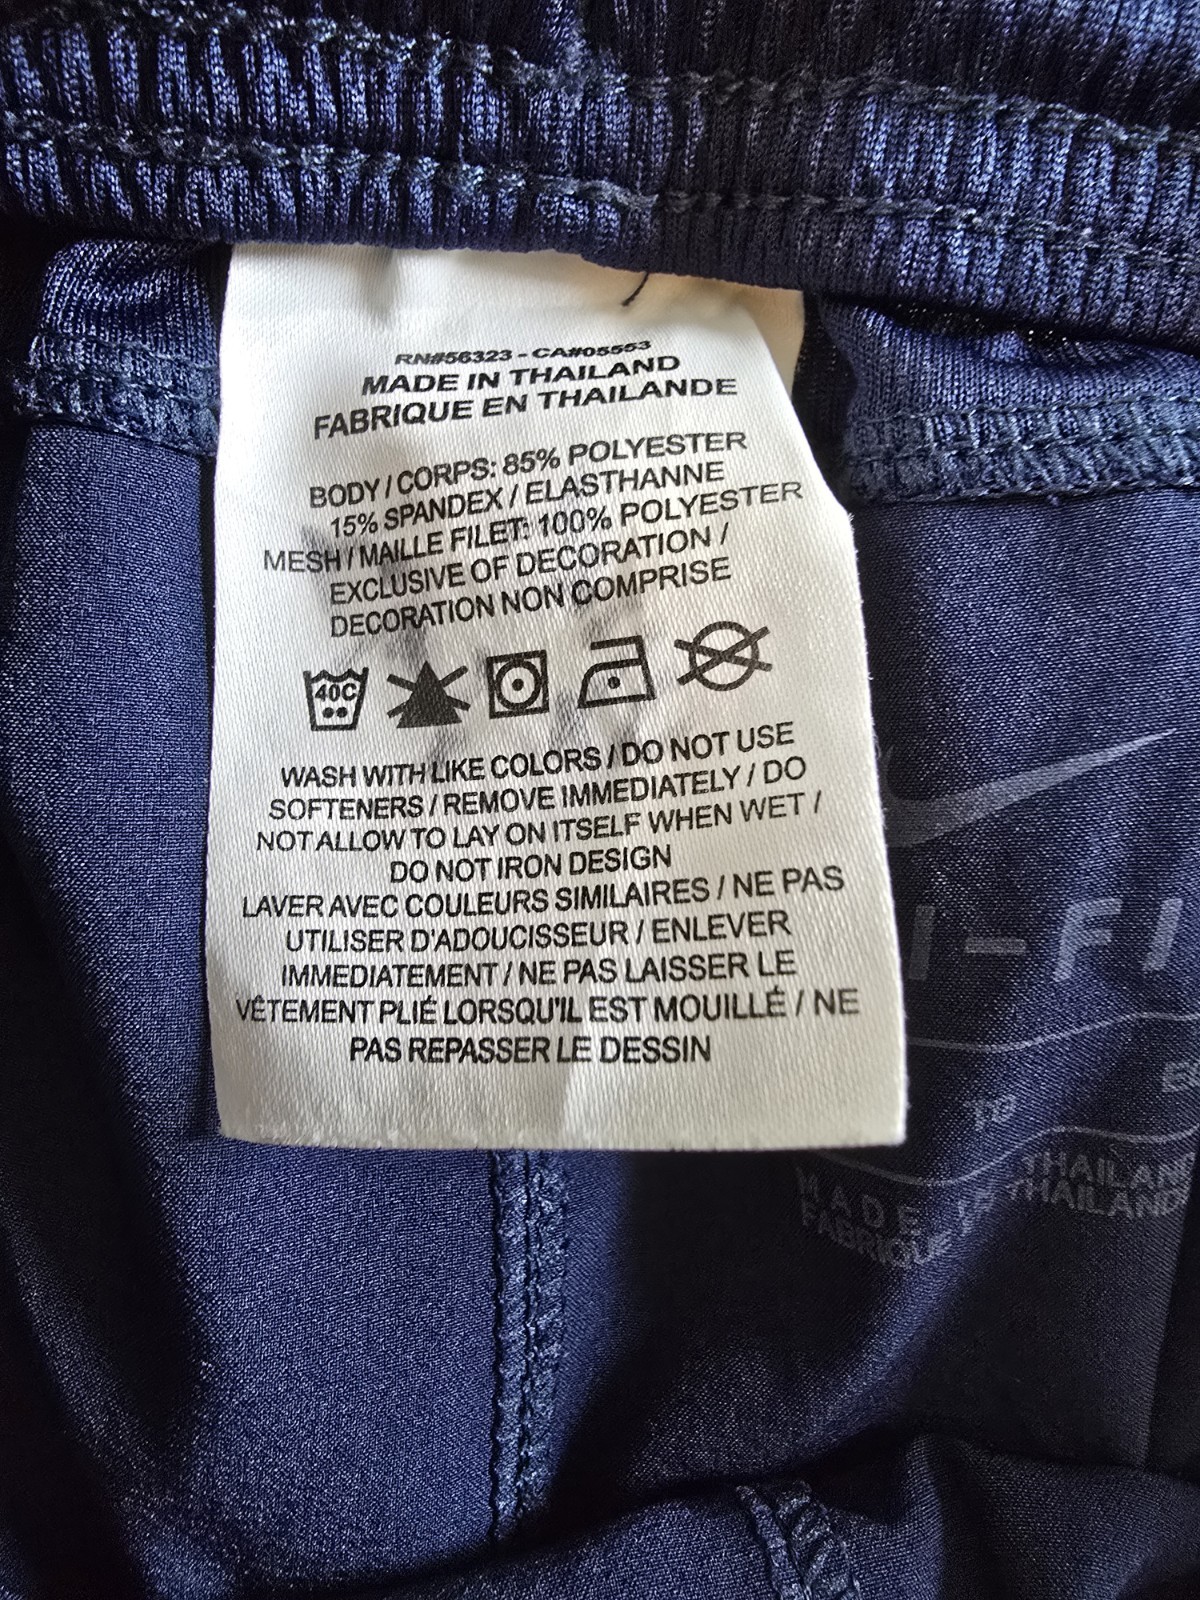 RN#56323 - CA#05553
MADE IN THAILAND
FABRIQUE EN THAILANDE
BODY / CORPS: 85% POLYESTER
15% SPANDEX / ELASTHANNE
MESH / MAILLE FILET: 100% POLYESTER
EXCLUSIVE OF DECORATION /
DECORATION NON COMPRISE
40C
WASH WITH LIKE COLORS / DO NOT USE
SOFTENERS / REMOVE IMMEDIATELY / DO
NOT ALLOW TO LAY ON ITSELF WHEN WET /
DO NOT IRON DESIGN
LAVER AVEC COULEURS SIMILAIRES / NE PAS
UTILISER D'ADOUCISSEUR / ENLEVER
IMMEDIATEMENT / NE PAS LAISSER LE
VÊTEMENT PLIÉ LORSQU'IL EST MOUILLÉ / NE
PAS REPASSER LE DESSIN
I-FI
MADE THAILAN
FABRIQUE THAILAND